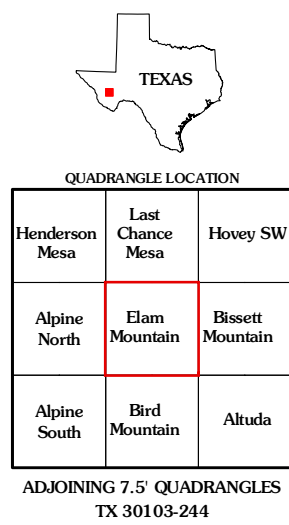 TEXAS
QUADRANGLE LOCATION
Henderson
Mesa
Last
Chance
Mesa
Hovey SW
Alpine
North
Elam
Mountain
Bissett
Mountain
Alpine
South
Bird
Mountain
Altuda
ADJOINING 7.5' QUADRANGLES
TX 30103-244